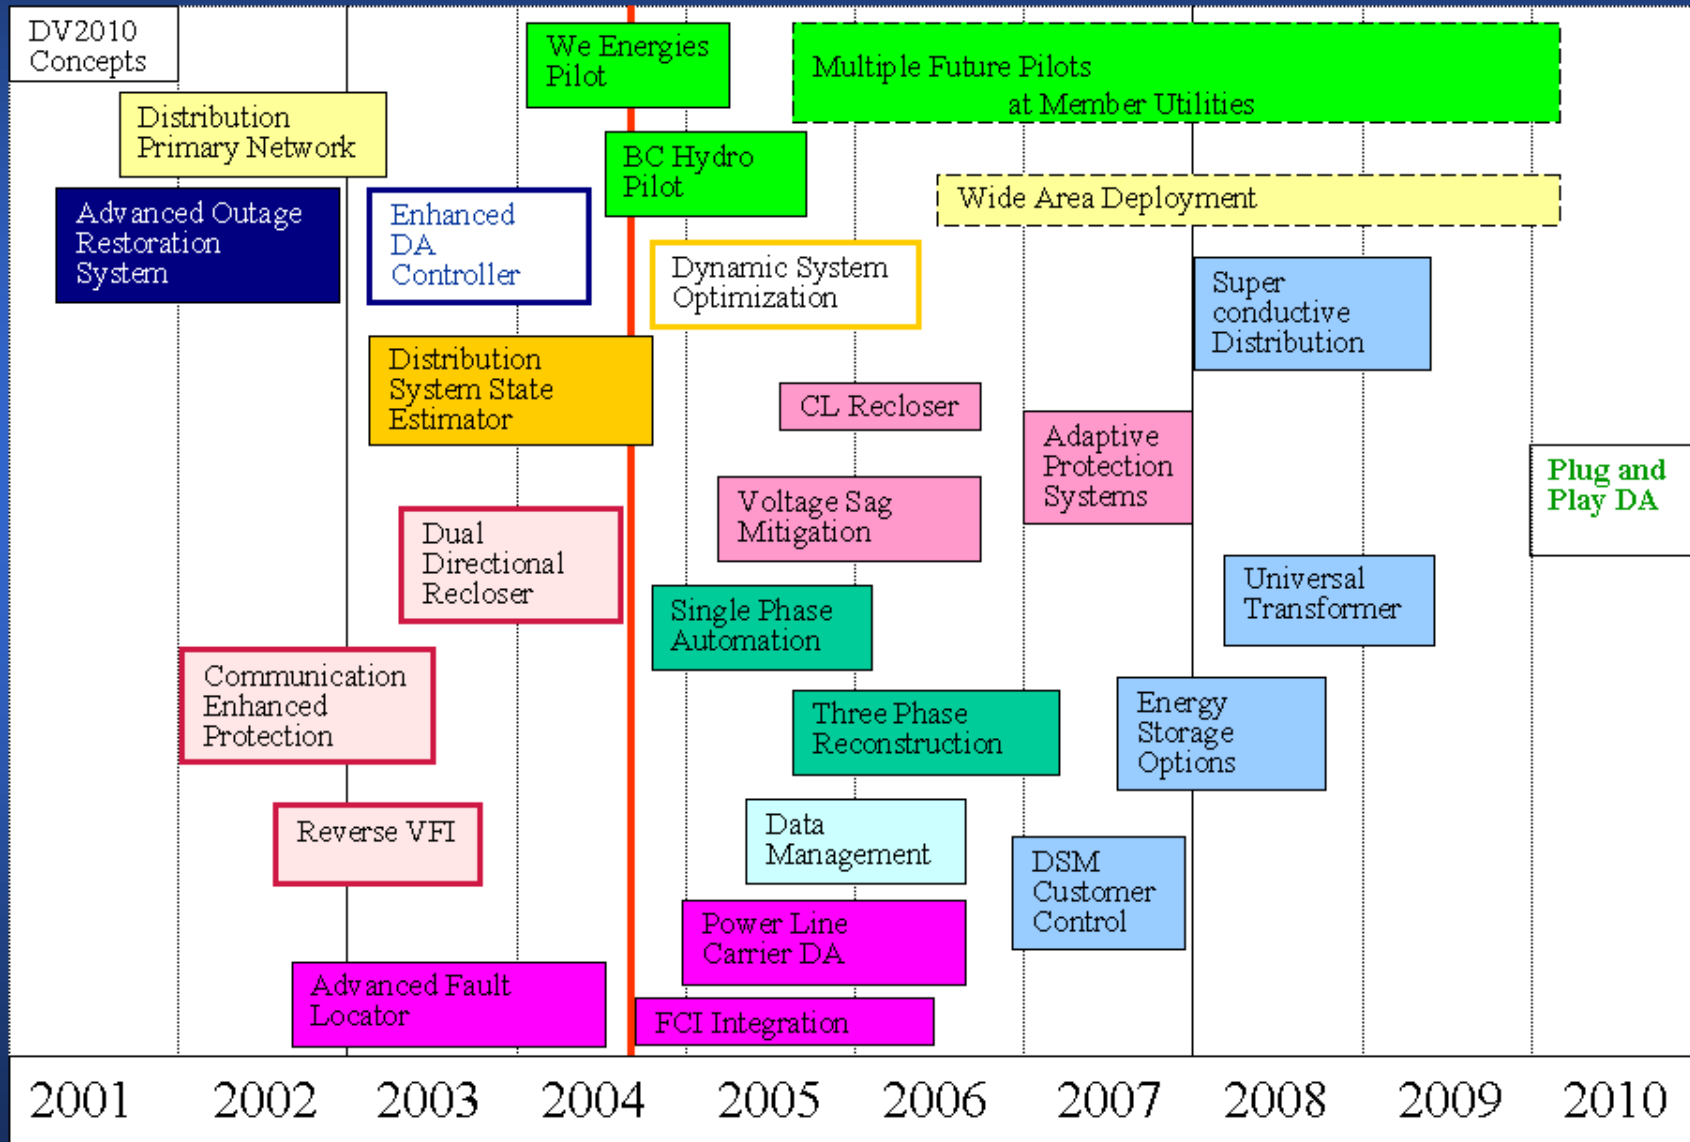 DV2010
Concepts
We Energies
Pilot
Multiple Future Pilots
at Member Utilities
Distribution
Primary Network
BC Hydro
Pilot
Wide Area Deployment
Advanced Outage
Restoration
System
Enhanced
DA
Controller
Dynamic System
Optimization
Super
conductive
Distribution
Distribution
System State
Estimator
CL Recloser
Adaptive
Protection
Systems
Plug and
Play DA
Voltage Sag
Mitigation
Dual
Directional
Recloser
Universal
Transformer
Single Phase
Automation
Communication
Enhanced
Protection
Three Phase
Reconstruction
Energy
Storage
Options
Reverse VFI
Data
Management
DSM
Customer
Control
Power Line
Carrier DA
Advanced Fault
Locator
FCI Integration
2001 2002 2003 2004 2005 2006 2007 2008 2009 2010